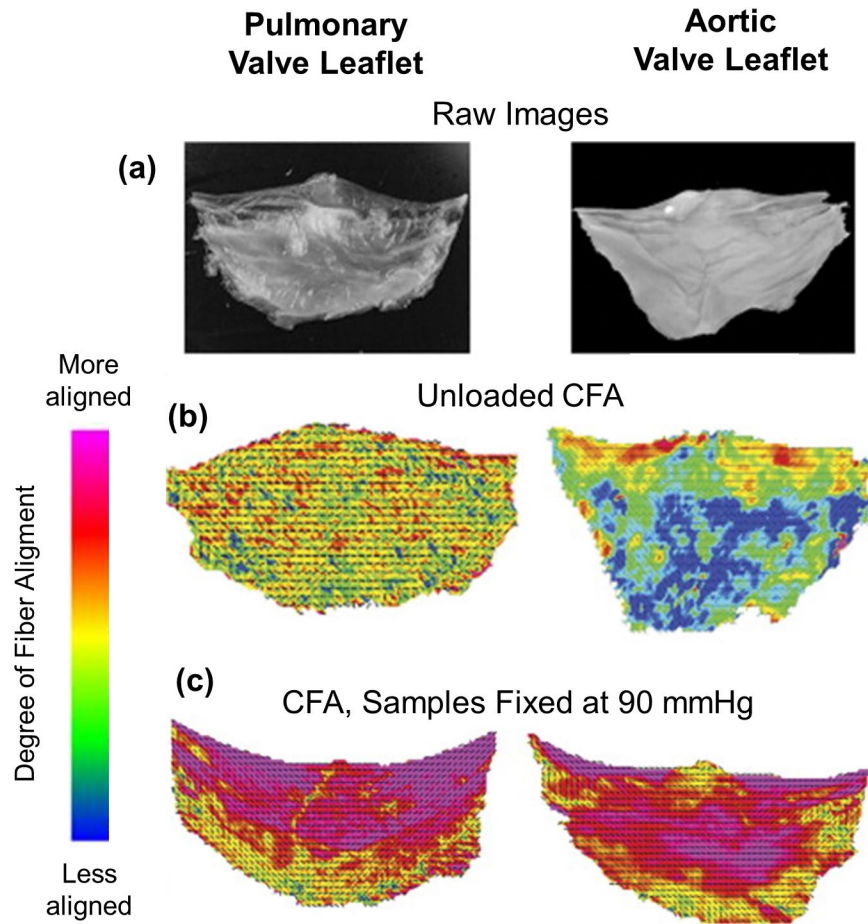 Pulmonary
Valve Leaflet
Aortic
Valve Leaflet
Raw Images
(a)
More
aligned
Unloaded CFA
(b)
Degree of Fiber Aligment
(c)
CFA, Samples Fixed at 90 mmHg
Less
aligned